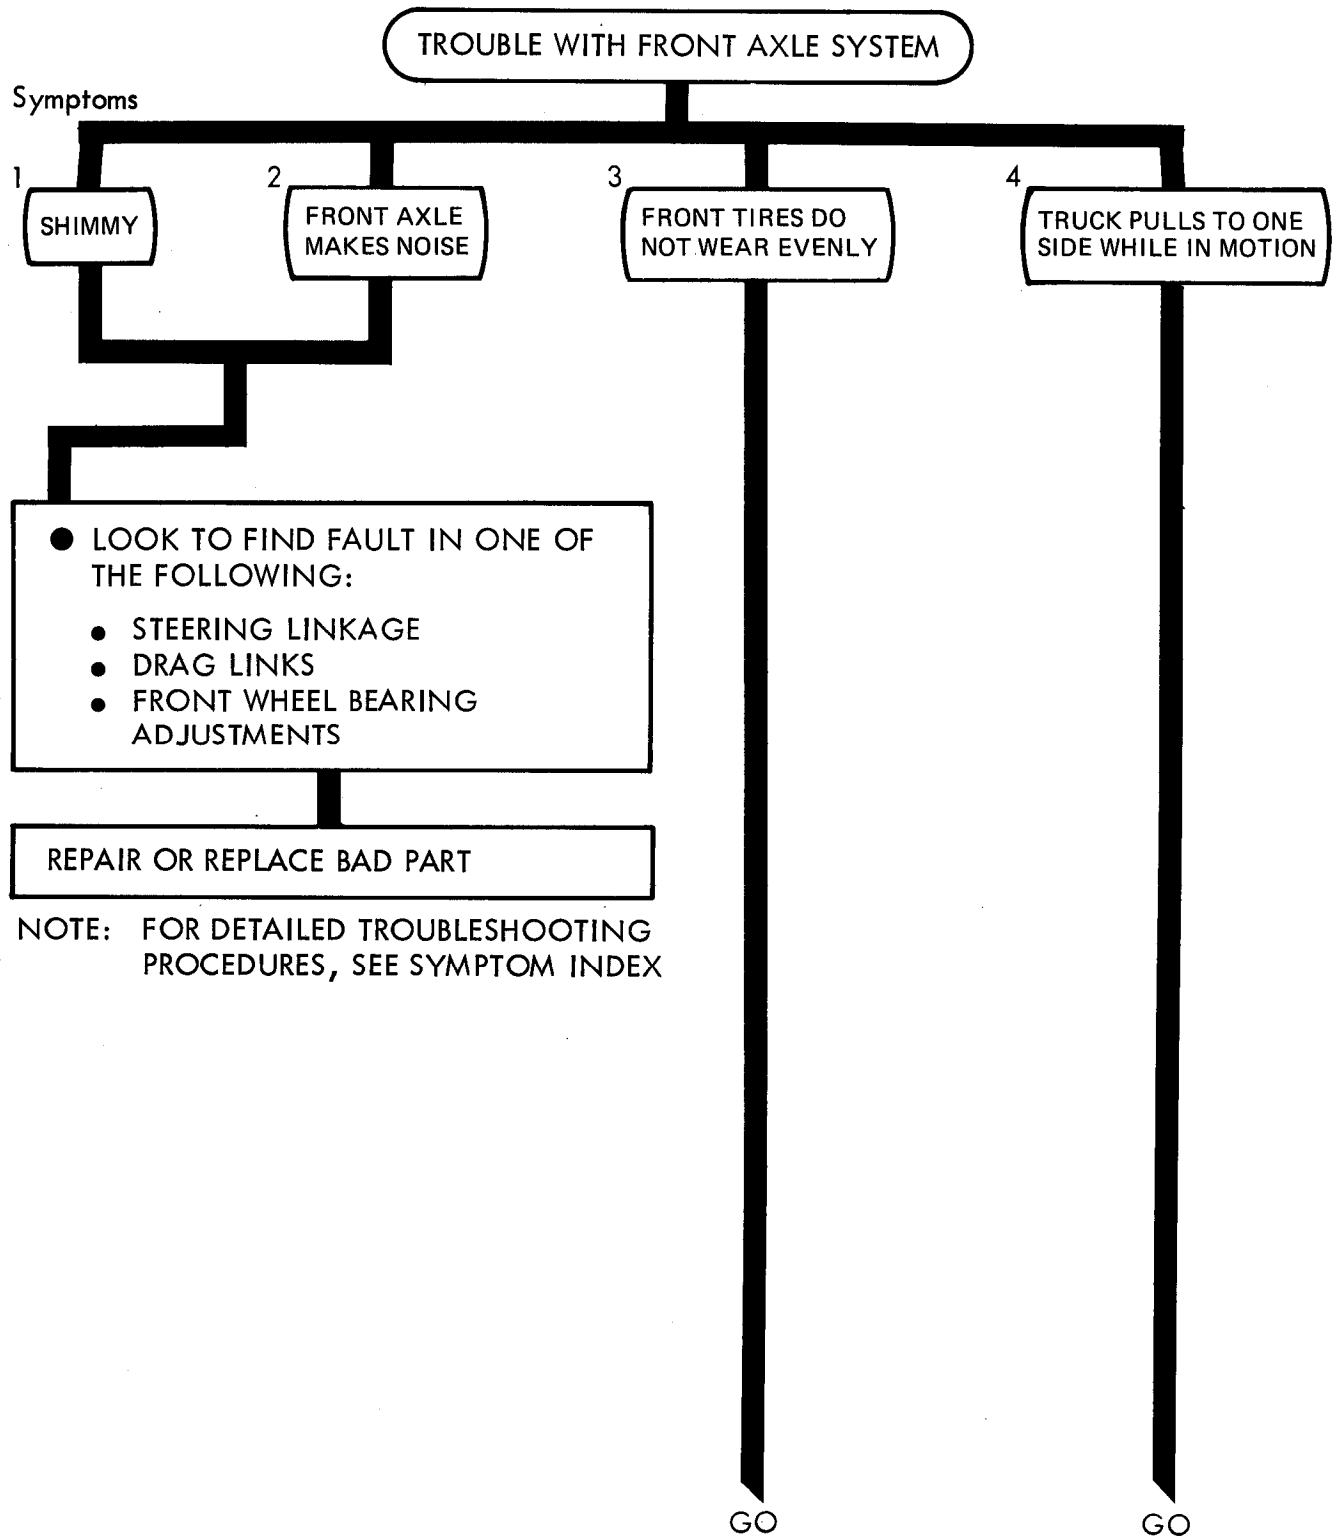 TROUBLE WITH FRONT AXLE SYSTEM
Symptoms
1
SHIMMY
2
FRONT AXLE
MAKES NOISE
3
FRONT TIRES DO
NOT WEAR EVENLY
4
TRUCK PULLS TO ONE
SIDE WHILE IN MOTION
● LOOK TO FIND FAULT IN ONE OF
THE FOLLOWING:
● STEERING LINKAGE
● DRAG LINKS
● FRONT WHEEL BEARING
ADJUSTMENTS
REPAIR OR REPLACE BAD PART
NOTE: FOR DETAILED TROUBLESHOOTING
PROCEDURES, SEE SYMPTOM INDEX
GO
GO